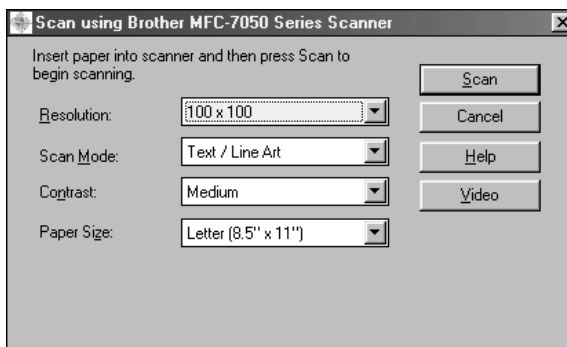 Scan using Brother MFC-7050 Series Scanner
Insert paper into scanner and then press Scan to
begin scanning.
Resolution: 100 x 100
Scan Mode: Text / Line Art
Contrast: Medium
Paper Size: Letter (8.5" x 11")
Scan
Cancel
Help
Video